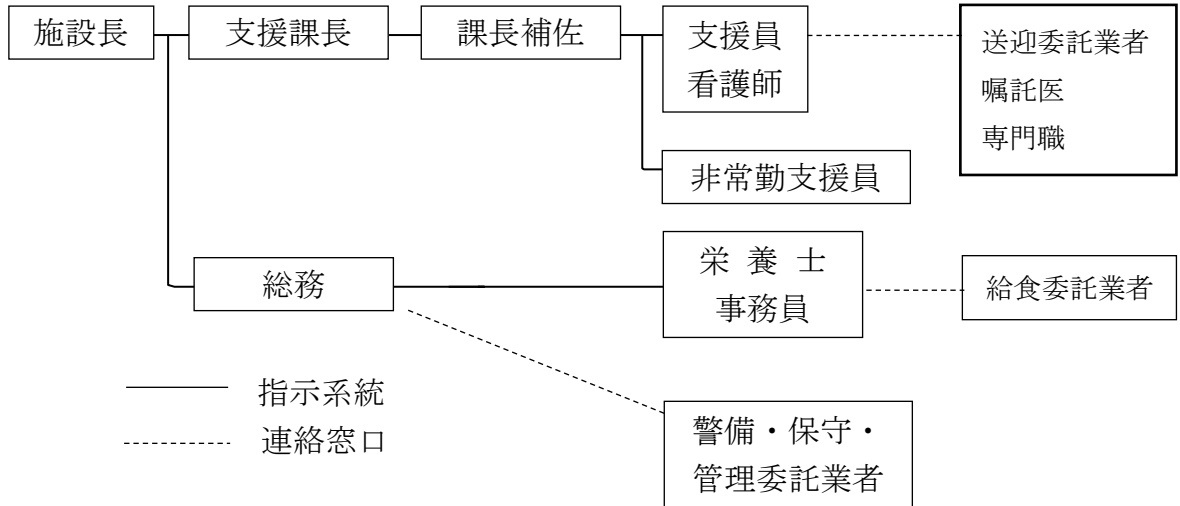 施設長
支援課長
課長補佐
支援員
看護師
送迎委託業者
嘱託医
専門職
非常勤支援員
総務
栄 養 士
事務員
給食委託業者
指示系統
連絡窓口
警備・保守・
管理委託業者